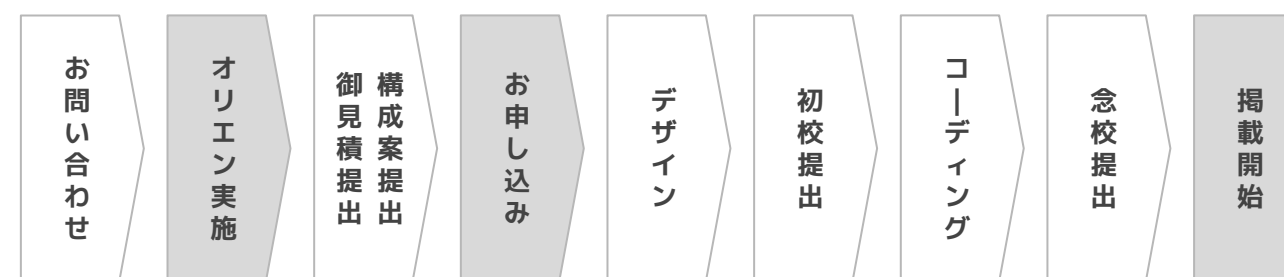 お問い合わせ
オリエン実施
構成案提出
御見積提出
お申し込み
デザイン
初校提出
コーディング
念校提出
掲載開始